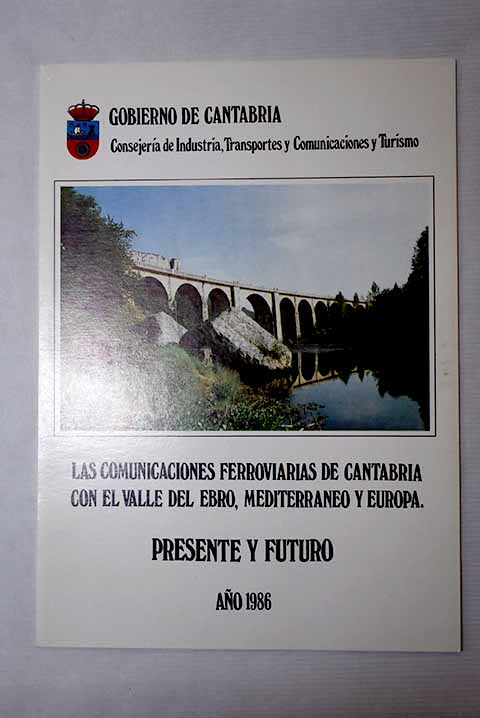 GOBIERNO DE CANTABRIA
Consejería de Industria, Transportes y Comunicaciones y Turismo
LAS COMUNICACIONES FERROVIARIAS DE CANTABRIA
CON EL VALLE DEL EBRO, MEDITERRANEO Y EUROPA.
PRESENTE Y FUTURO
AÑO 1986